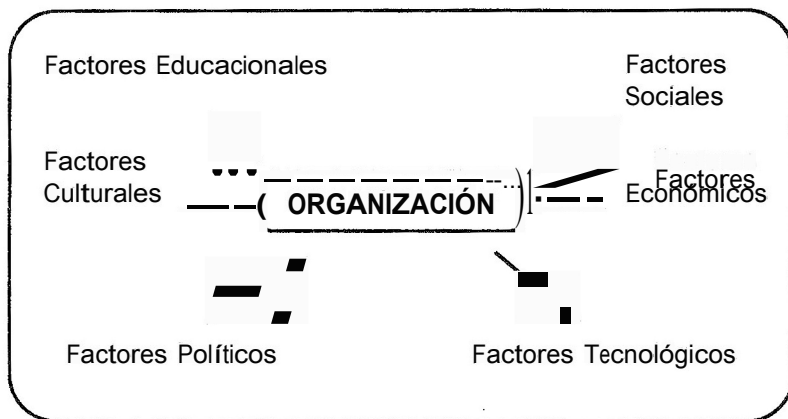 Factores Educacionales
Factores
Sociales
Factores
Culturales
Factores
Económicos
ORGANIZACIÓN
Factores Políticos
Factores Tecnológicos